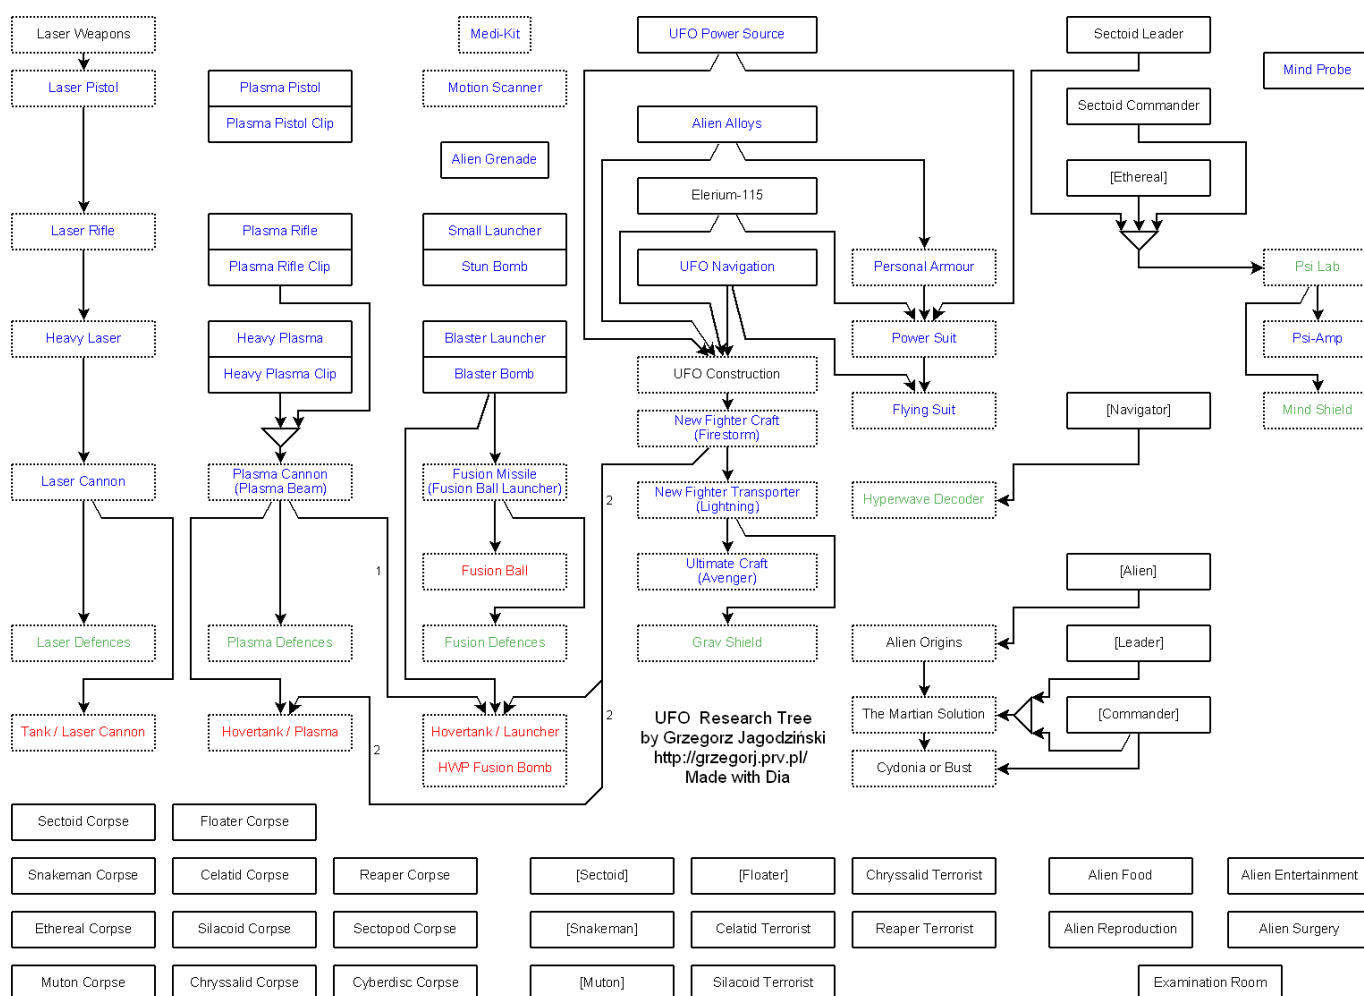 Laser Weapons
Medi-Kit
UFO Power Source
Sectoid Leader
Mind Probe
Laser Pistol
Plasma Pistol
Plasma Pistol Clip
Motion Scanner
Sectoid Commander
Alien Alloys
Alien Grenade
Elerium-115
[Ethereal]
Laser Rifle
Plasma Rifle
Plasma Rifle Clip
Small Launcher
Stun Bomb
UFO Navigation
Personal Armour
Psi Lab
Heavy Laser
Heavy Plasma
Heavy Plasma Clip
Blaster Launcher
Blaster Bomb
UFO Construction
Power Suit
Psi-Amp
New Fighter Craft
(Firestorm)
Flying Suit
[Navigator]
Mind Shield
Laser Cannon
Plasma Cannon
(Plasma Beam)
Fusion Missile
(Fusion Ball Launcher)
2
New Fighter Transporter
(Lightning)
Hyperwave Decoder
1
Fusion Ball
Ultimate Craft
(Avenger)
[Alien]
Laser Defences
Plasma Defences
Fusion Defences
Grav Shield
Alien Origins
[Leader]
Tank / Laser Cannon
Hovertank / Plasma
2
Hovertank / Launcher
HWP Fusion Bomb
2
UFO Research Tree
by Grzegorz Jagodziński
http://grzegorj.prv.pl/
Made with Dia
The Martian Solution
[Commander]
Cydonia or Bust
Sectoid Corpse
Floater Corpse
Snakeman Corpse
Celatid Corpse
Reaper Corpse
[Sectoid]
[Floater]
Chryssalid Terrorist
Alien Food
Alien Entertainment
Ethereal Corpse
Silacoid Corpse
Sectopod Corpse
[Snakeman]
Celatid Terrorist
Reaper Terrorist
Alien Reproduction
Alien Surgery
Muton Corpse
Chryssalid Corpse
Cyberdisc Corpse
[Muton]
Silacoid Terrorist
Examination Room